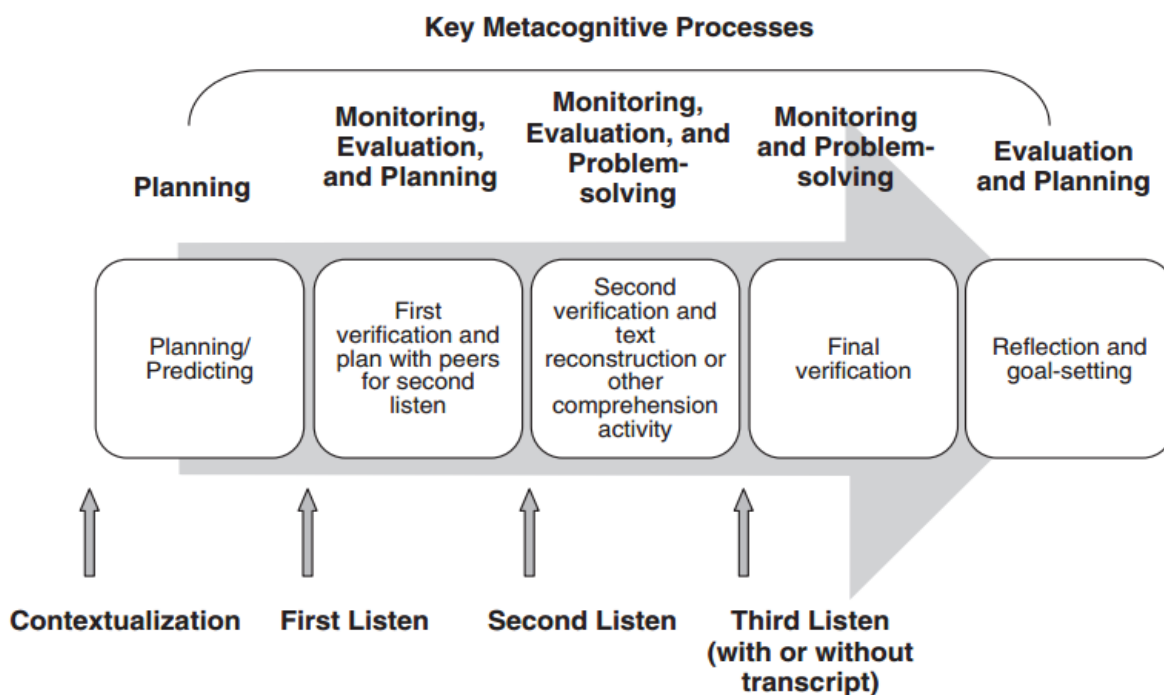 Key Metacognitive Processes
Planning
Monitoring,
Evaluation,
and Planning
Monitoring,
Evaluation, and
Problem-
solving
Monitoring
and Problem-
solving
Evaluation
and Planning
Planning/
Predicting
First
verification and
plan with peers
for second
listen
Second
verification and
text
reconstruction or
other
comprehension
activity
Final
verification
Reflection and
goal-setting
Contextualization
First Listen
Second Listen
Third Listen
(with or without
transcript)